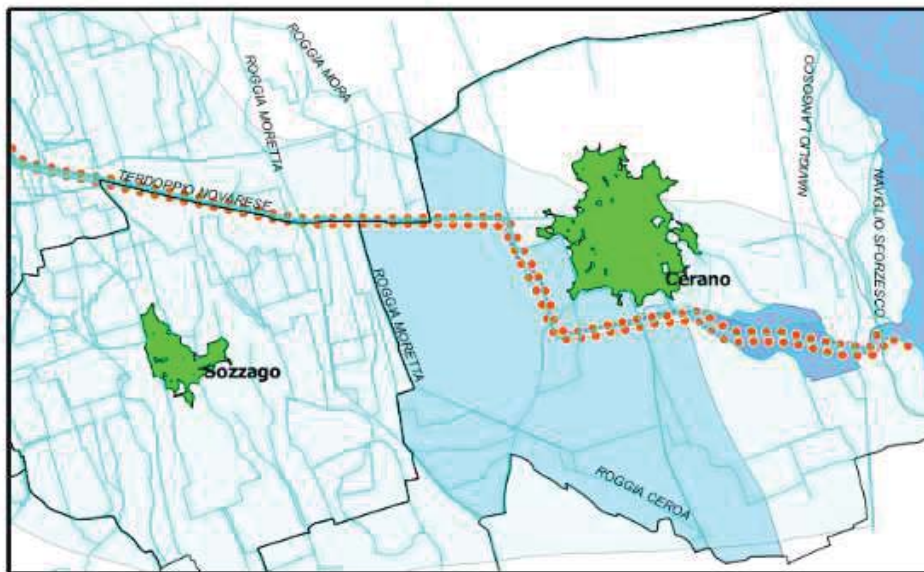 ROGGIA MORA
ROGGIA MORETTA
NAVIGLIO LANGOSCO
TERDOPPIO NOVARESE
NAVIGLIO SFORZESCO
Cerano
ROGGIA MORETTA
Sozzago
ROGGIA CEROA